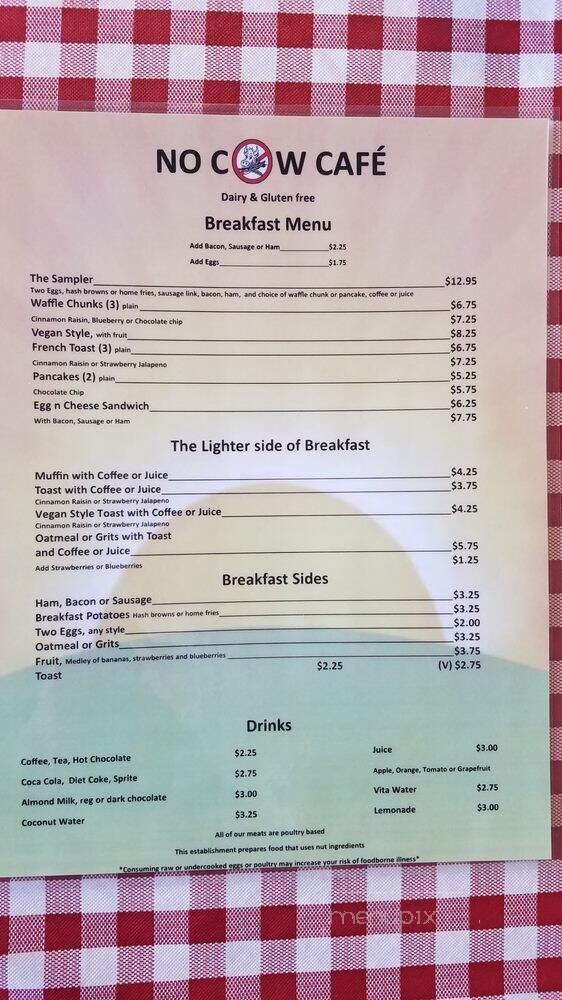 NO COW CAFÉ
Dairy & Gluten free
Breakfast Menu
Add Bacon, Sausage or Ham $2.25
Add Eggs $1.75
The Sampler $12.95
Two Eggs, hash browns or home fries, sausage link, bacon, ham, and choice of waffle chunk or pancake, coffee or juice
Waffle Chunks (3) plain $6.75
Cinnamon Raisin, Blueberry or Chocolate chip $7.25
Vegan Style, with fruit $8.25
French Toast (3) plain $6.75
Cinnamon Raisin or Strawberry Jalapeno $7.25
Pancakes (2) plain $5.25
Chocolate Chip $5.75
Egg n Cheese Sandwich $6.25
With Bacon, Sausage or Ham $7.75
The Lighter side of Breakfast
Muffin with Coffee or Juice $4.25
Toast with Coffee or Juice $3.75
Cinnamon Raisin or Strawberry Jalapeno
Vegan Style Toast with Coffee or Juice $4.25
Cinnamon Raisin or Strawberry Jalapeno
Oatmeal or Grits with Toast
and Coffee or Juice $5.75
Add Strawberries or Blueberries $1.25
Breakfast Sides
Ham, Bacon or Sausage $3.25
Breakfast Potatoes Hash browns or home fries $3.25
Two Eggs, any style $2.00
Oatmeal or Grits $3.25
Fruit, Medley of bananas, strawberries and blueberries $3.75
Toast $2.25 (V) $2.75
Drinks
Coffee, Tea, Hot Chocolate $2.25
Coca Cola, Diet Coke, Sprite $2.75
Almond Milk, reg or dark chocolate $3.00
Coconut Water $3.25
Juice $3.00
Apple, Orange, Tomato or Grapefruit
Vita Water $2.75
Lemonade $3.00
All of our meats are poultry based
This establishment prepares food that uses nut ingredients
*Consuming raw or undercooked eggs or poultry may increase your risk of foodborne illness*
menupix